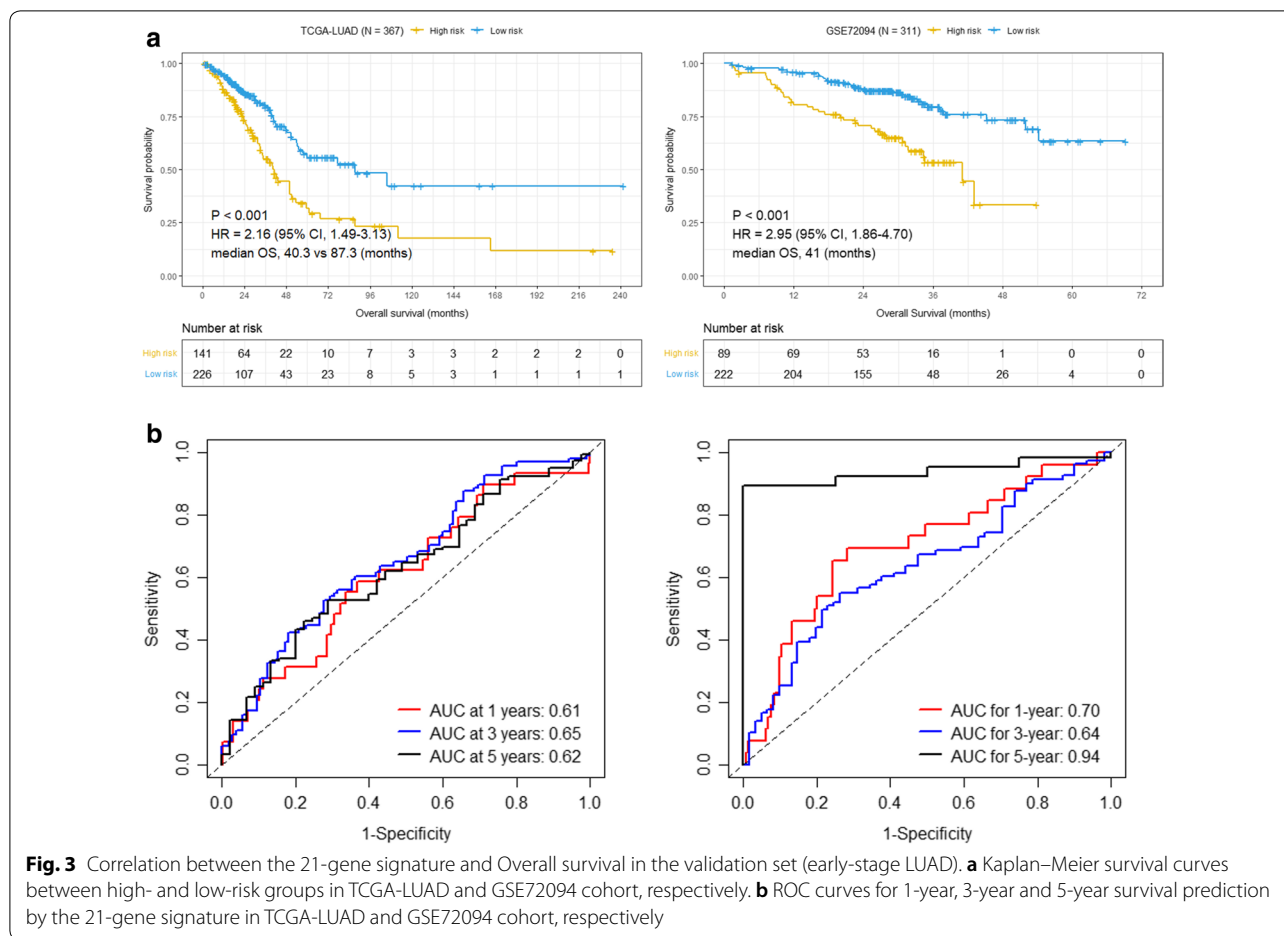 a
TCGA-LUAD (N = 367) High risk Low risk
1.00
0.75
0.50
0.25
0.00
Survival probability
P < 0.001
HR = 2.16 (95% CI, 1.49-3.13)
median OS, 40.3 vs 87.3 (months)
0 24 48 72 96 120 144 168 192 216 240
Overall survival (months)
Number at risk
High risk 141 64 22 10 7 3 3 2 2 2 0
Low risk 226 107 43 23 8 5 3 1 1 1 1
GSE72094 (N = 311) High risk Low risk
1.00
0.75
0.50
0.25
0.00
Survival probability
P < 0.001
HR = 2.95 (95% CI, 1.86-4.70)
median OS, 41 (months)
0 12 24 36 48 60 72
Overall Survival (months)
Number at risk
High risk 89 69 53 16 1 0 0
Low risk 222 204 155 48 26 4 0
b
1.0
0.8
0.6
0.4
0.2
0.0
Sensitivity
AUC at 1 years: 0.61
AUC at 3 years: 0.65
AUC at 5 years: 0.62
0.0 0.2 0.4 0.6 0.8 1.0
1-Specificity
1.0
0.8
0.6
0.4
0.2
0.0
Sensitivity
AUC for 1-year: 0.70
AUC for 3-year: 0.64
AUC for 5-year: 0.94
0.0 0.2 0.4 0.6 0.8 1.0
1-Specificity
Fig. 3 Correlation between the 21-gene signature and Overall survival in the validation set (early-stage LUAD). a Kaplan–Meier survival curves
between high- and low-risk groups in TCGA-LUAD and GSE72094 cohort, respectively. b ROC curves for 1-year, 3-year and 5-year survival prediction
by the 21-gene signature in TCGA-LUAD and GSE72094 cohort, respectively